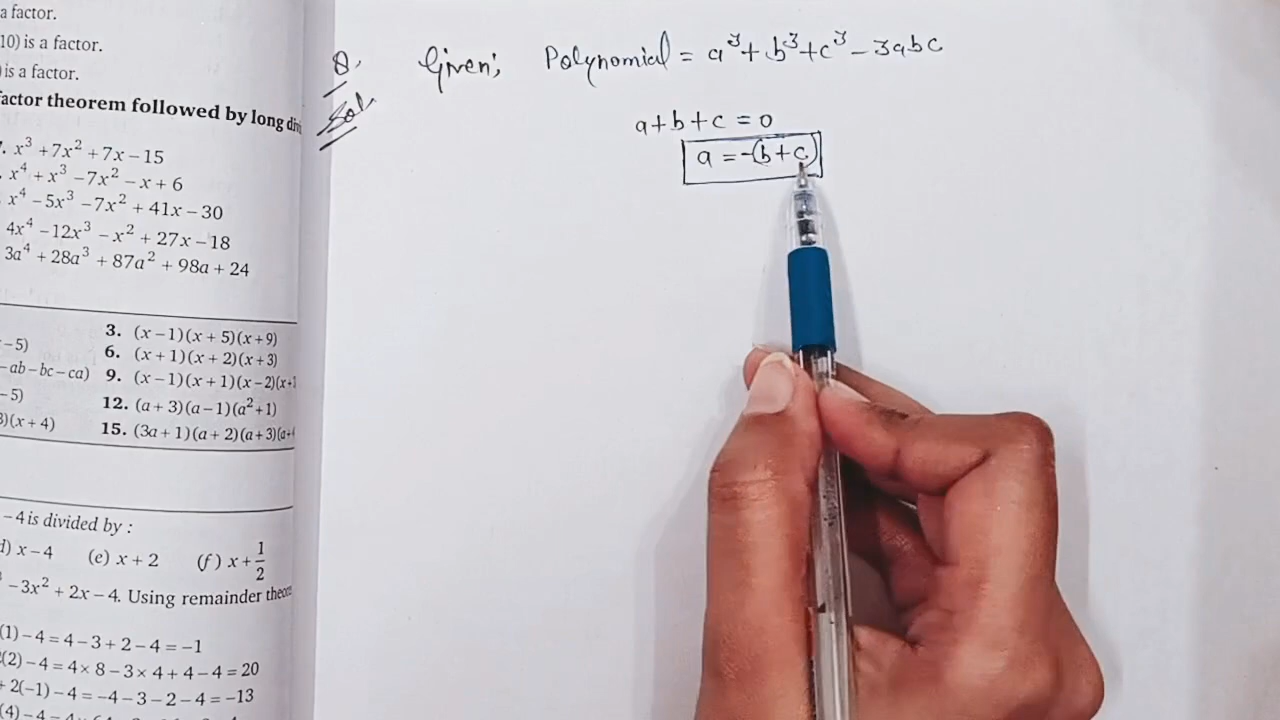 a factor.
10) is a factor.
is a factor.
actor theorem followed by long di
. x³ + 7x² + 7x − 15
x⁴ + x³ − 7x² − x + 6
x⁴ − 5x³ − 7x² + 41x − 30
4x⁴ − 12x³ − x² + 27x − 18
3a⁴ + 28a³ + 87a² + 98a + 24
3. (x − 1)(x + 5)(x + 9)
−5) 6. (x + 1)(x + 2)(x + 3)
−ab − bc − ca) 9. (x − 1)(x + 1)(x − 2)(x +
−5) 12. (a + 3)(a − 1)(a² + 1)
)(x + 4) 15. (3a + 1)(a + 2)(a + 3)(a +
− 4 is divided by :
) x − 4 (e) x + 2 (f) x + 1/2
− 3x² + 2x − 4. Using remainder theo
(1) − 4 = 4 − 3 + 2 − 4 = −1
(2) − 4 = 4 × 8 − 3 × 4 + 4 − 4 = 20
+ 2(−1) − 4 = −4 − 3 − 2 − 4 = −13
(4) − 4
Q. Given; Polynomial = a³ + b³ + c³ − 3abc
Sol.
a + b + c = 0
a = −(b + c)